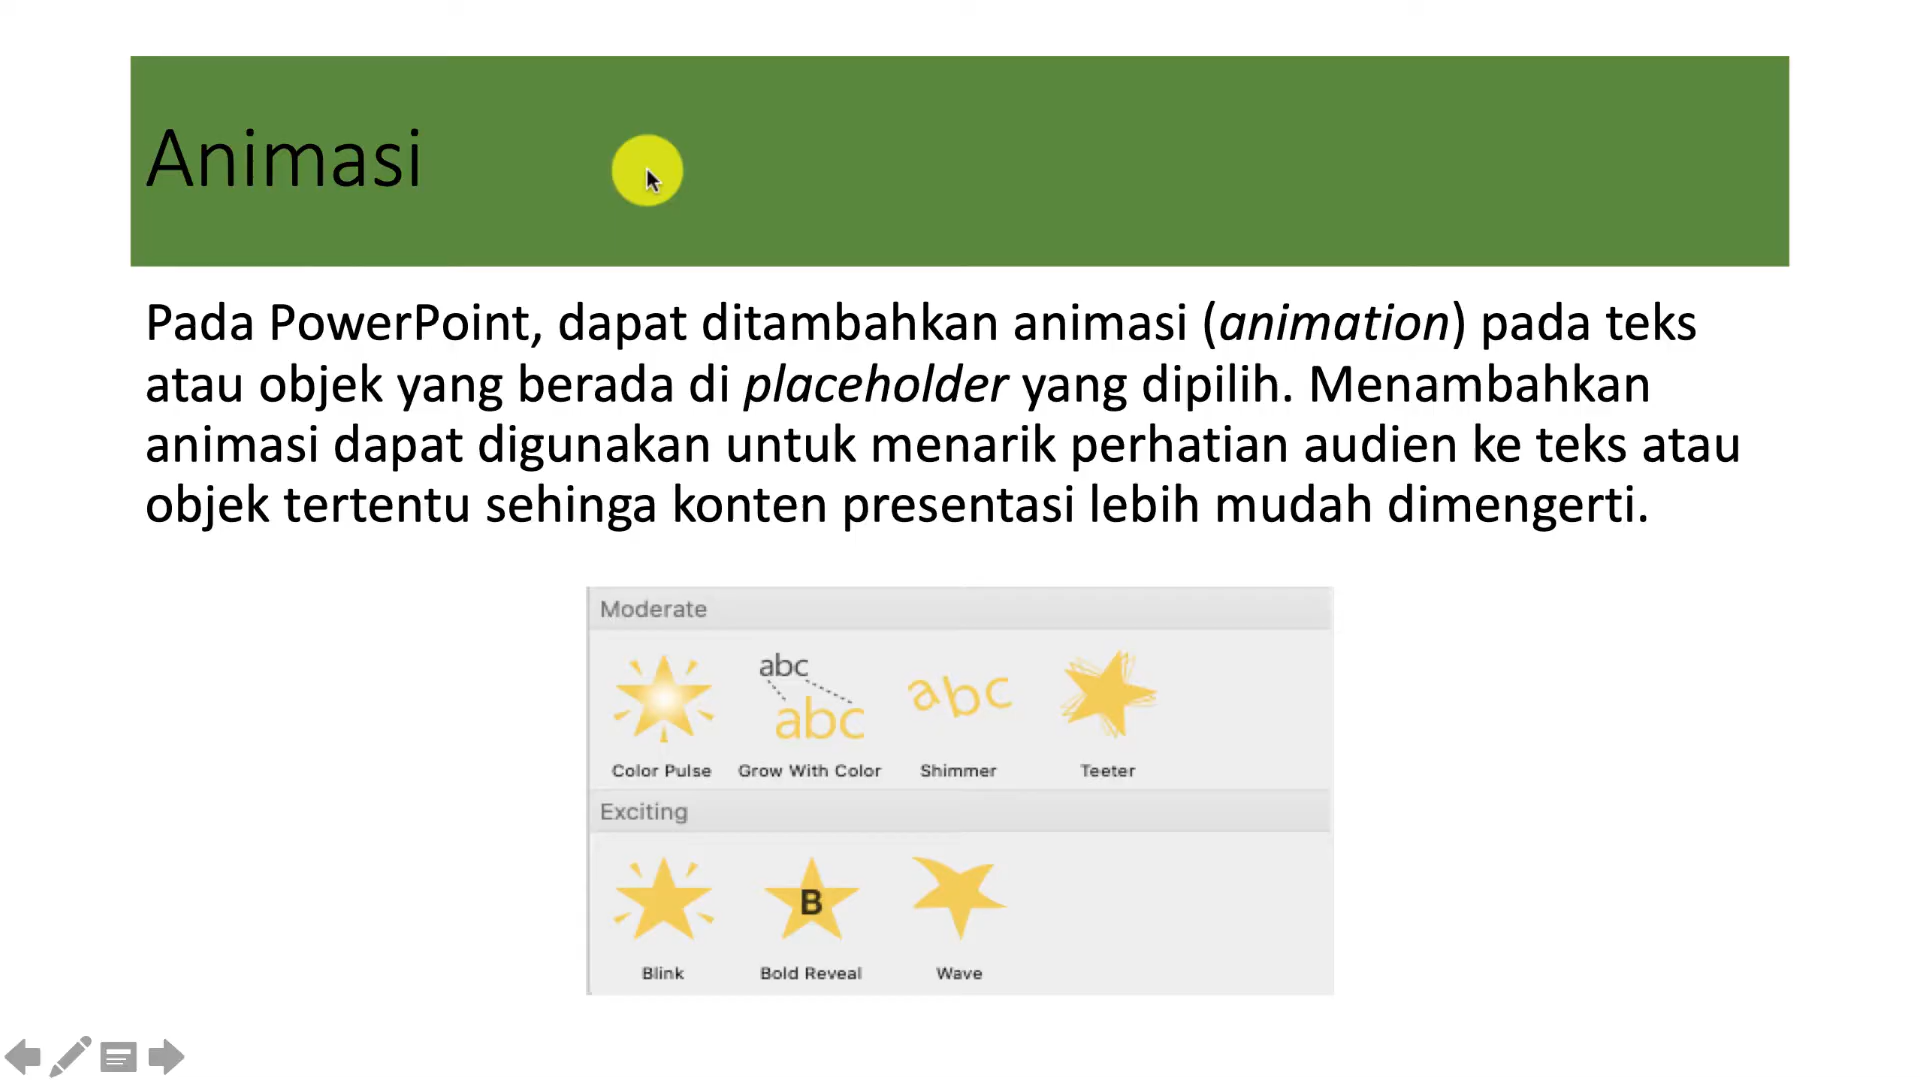 Animasi
Pada PowerPoint, dapat ditambahkan animasi (animation) pada teks
atau objek yang berada di placeholder yang dipilih. Menambahkan
animasi dapat digunakan untuk menarik perhatian audien ke teks atau
objek tertentu sehinga konten presentasi lebih mudah dimengerti.
Moderate
abc
abc
abc
Color Pulse Grow With Color Shimmer Teeter
Exciting
B
Blink Bold Reveal Wave